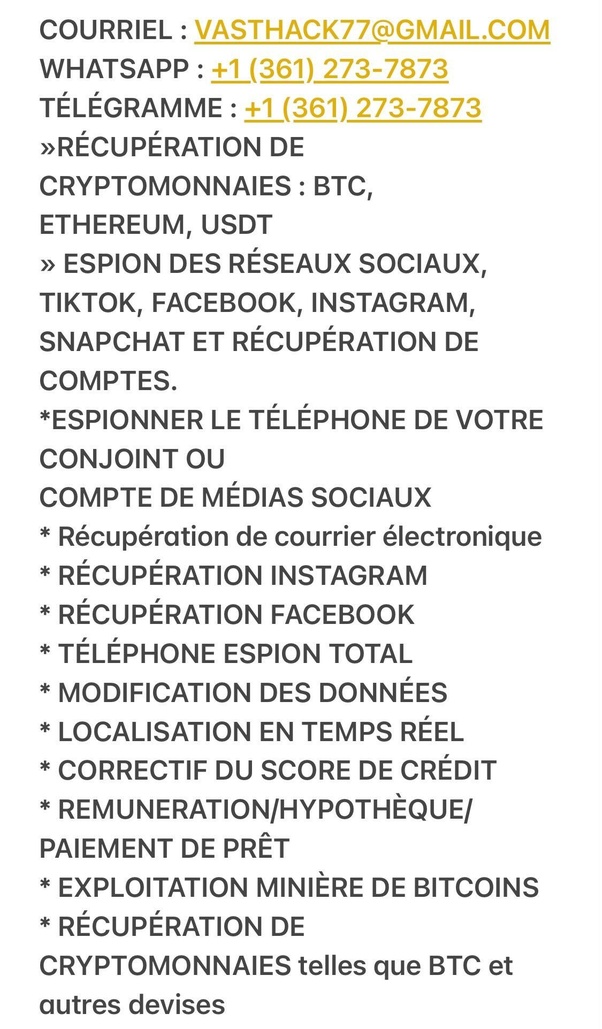 COURRIEL : VASTHACK77@GMAIL.COM
WHATSAPP : +1 (361) 273-7873
TÉLÉGRAMME : +1 (361) 273-7873
»RÉCUPÉRATION DE
CRYPTOMONNAIES : BTC,
ETHEREUM, USDT
» ESPION DES RÉSEAUX SOCIAUX,
TIKTOK, FACEBOOK, INSTAGRAM,
SNAPCHAT ET RÉCUPÉRATION DE
COMPTES.
*ESPIONNER LE TÉLÉPHONE DE VOTRE
CONJOINT OU
COMPTE DE MÉDIAS SOCIAUX
* Récupération de courrier électronique
* RÉCUPÉRATION INSTAGRAM
* RÉCUPÉRATION FACEBOOK
* TÉLÉPHONE ESPION TOTAL
* MODIFICATION DES DONNÉES
* LOCALISATION EN TEMPS RÉEL
* CORRECTIF DU SCORE DE CRÉDIT
* REMUNERATION/HYPOTHÈQUE/
PAIEMENT DE PRÊT
* EXPLOITATION MINIÈRE DE BITCOINS
* RÉCUPÉRATION DE
CRYPTOMONNAIES telles que BTC et
autres devises